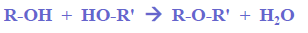 R-OH + HO-R' → R-O-R' + H₂O